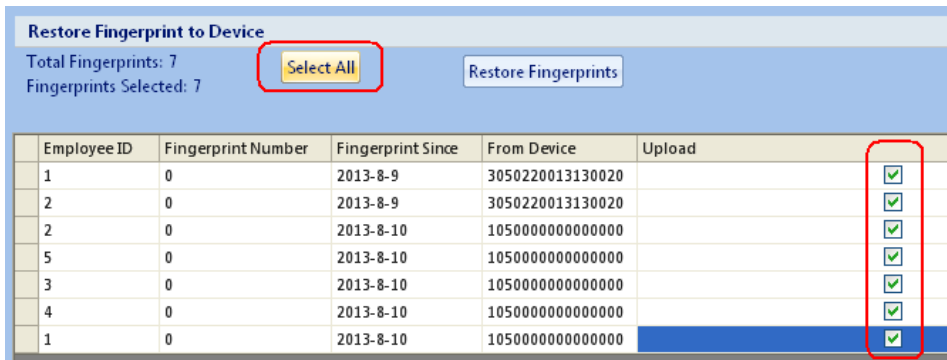 Restore Fingerprint to Device
Total Fingerprints: 7
Select All
Restore Fingerprints
Fingerprints Selected: 7
Employee ID Fingerprint Number Fingerprint Since From Device Upload
1 0 2013-8-9 3050220013130020
2 0 2013-8-9 3050220013130020
2 0 2013-8-10 1050000000000000
5 0 2013-8-10 1050000000000000
3 0 2013-8-10 1050000000000000
4 0 2013-8-10 1050000000000000
1 0 2013-8-10 1050000000000000